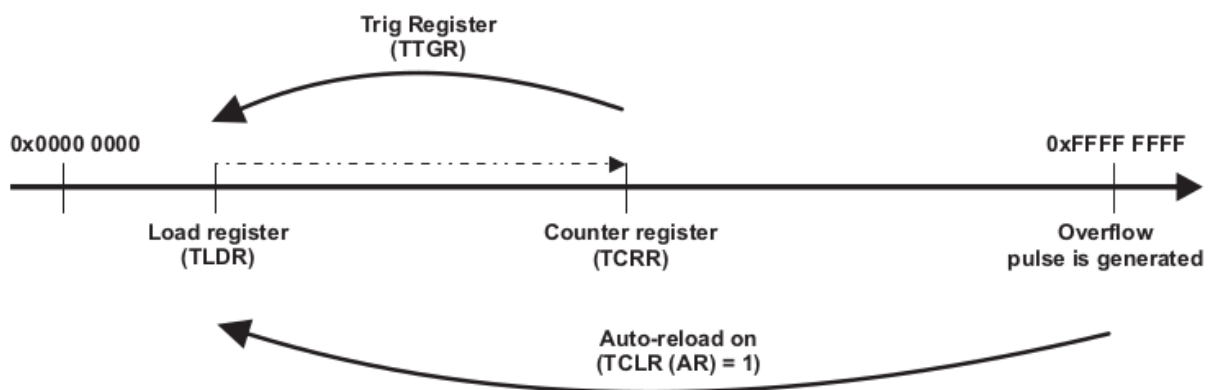 Trig Register
(TTGR)
0x0000 0000
0xFFFF FFFF
Load register
(TLDR)
Counter register
(TCRR)
Overflow
pulse is generated
Auto-reload on
(TCLR (AR) = 1)